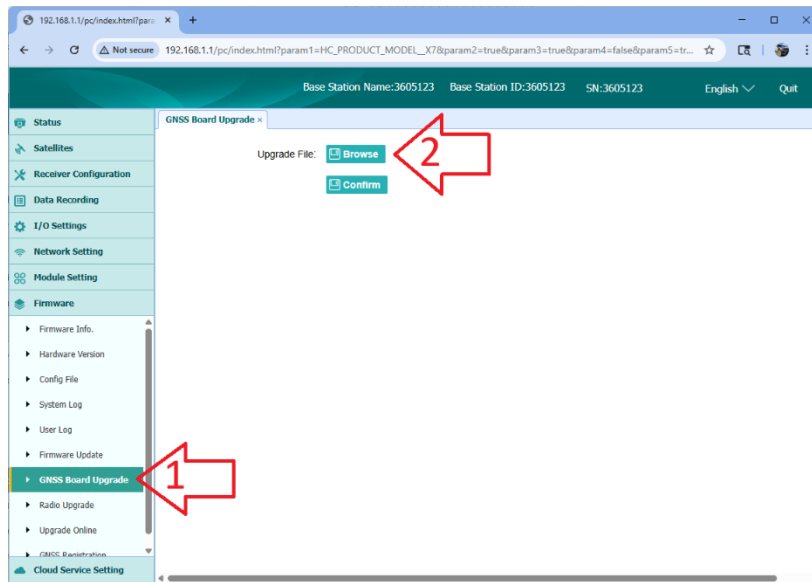 192.168.1.1/pc/index.html?para
Not secure 192.168.1.1/pc/index.html?param1=HC_PRODUCT_MODEL__X7&param2=true&param3=true&param4=false&param5=tr...
Base Station Name:3605123 Base Station ID:3605123 SN:3605123 English Quit
Status
GNSS Board Upgrade ×
Satellites
Upgrade File: Browse
2
Receiver Configuration
Confirm
Data Recording
I/O Settings
Network Setting
Module Setting
Firmware
Firmware Info.
Hardware Version
Config File
System Log
User Log
Firmware Update
GNSS Board Upgrade
1
Radio Upgrade
Upgrade Online
GNSS Registration
Cloud Service Setting